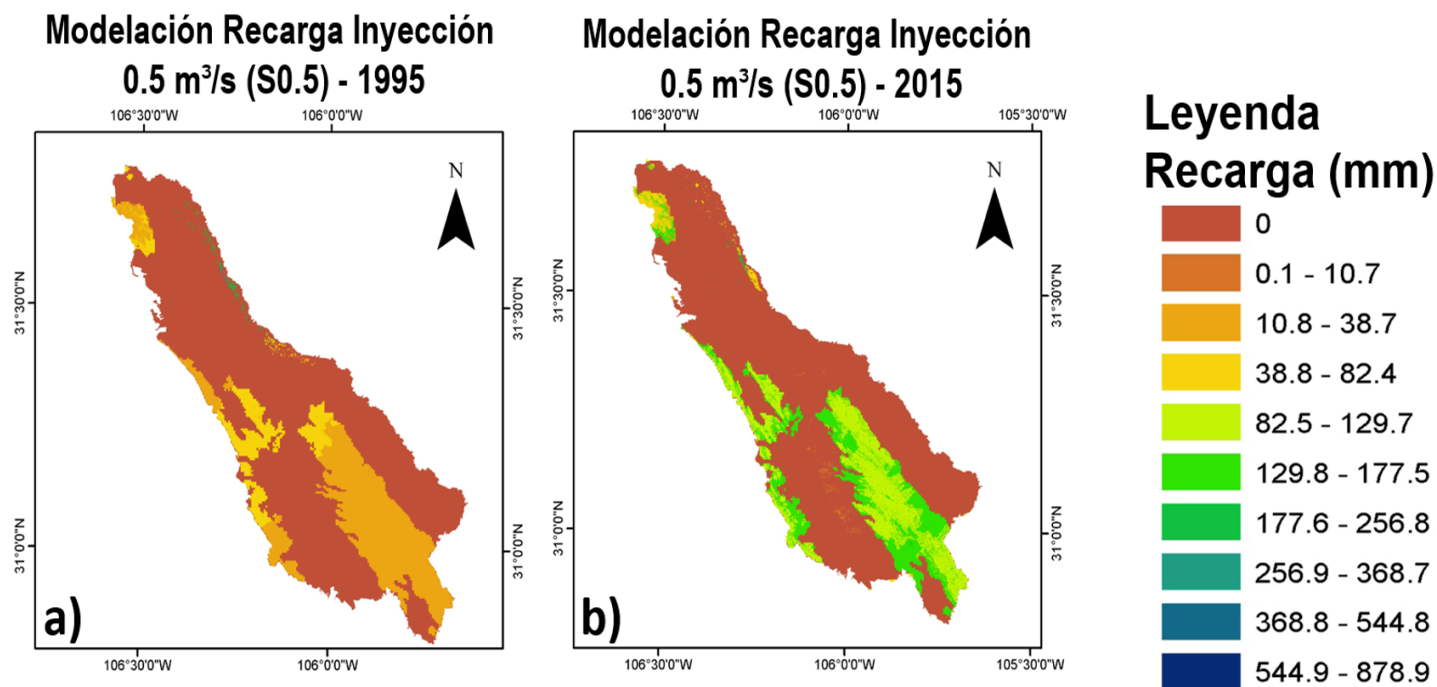 Modelación Recarga Inyección
0.5 m³/s (S0.5) - 1995
106°30'0"W
106°0'0"W
N
31°30'0"N
31°30'0"N
31°0'0"N
31°0'0"N
a)
106°30'0"W
106°0'0"W
Modelación Recarga Inyección
0.5 m³/s (S0.5) - 2015
106°30'0"W
106°0'0"W
105°30'0"W
N
31°30'0"N
31°30'0"N
31°0'0"N
31°0'0"N
b)
106°30'0"W
106°0'0"W
105°30'0"W
Leyenda
Recarga (mm)
0
0.1 - 10.7
10.8 - 38.7
38.8 - 82.4
82.5 - 129.7
129.8 - 177.5
177.6 - 256.8
256.9 - 368.7
368.8 - 544.8
544.9 - 878.9